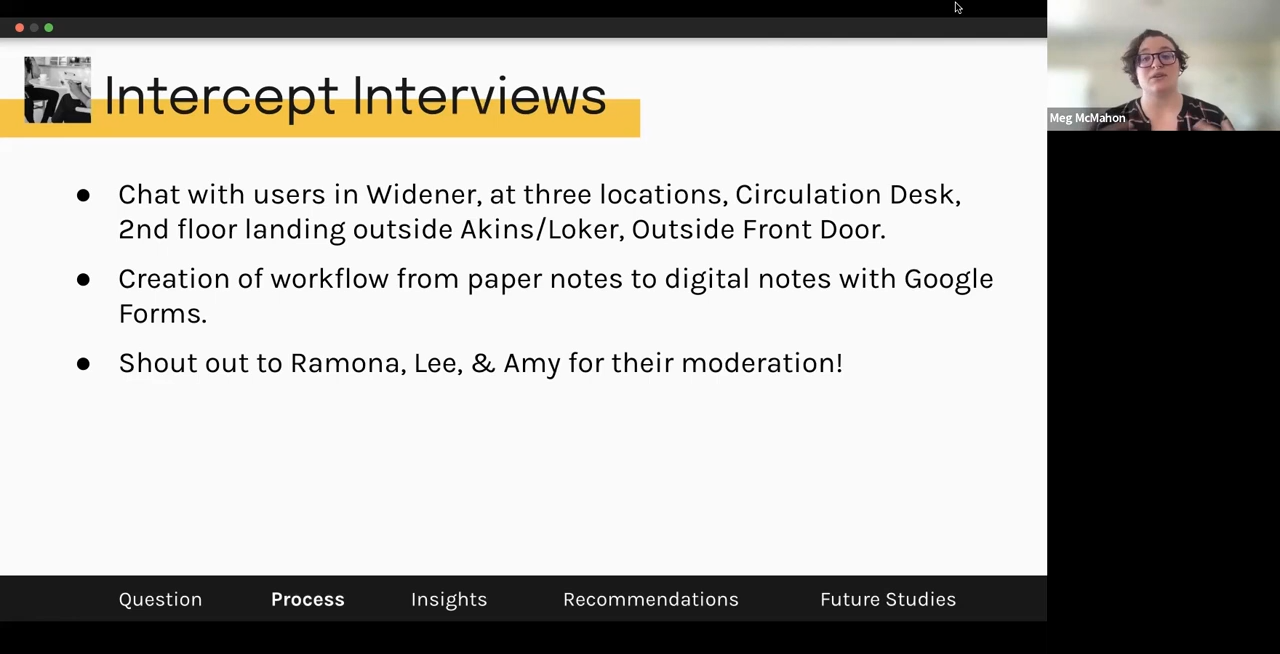 Intercept Interviews
Meg McMahon
● Chat with users in Widener, at three locations, Circulation Desk,
2nd floor landing outside Akins/Loker, Outside Front Door.
● Creation of workflow from paper notes to digital notes with Google
Forms.
● Shout out to Ramona, Lee, & Amy for their moderation!
Question Process Insights Recommendations Future Studies